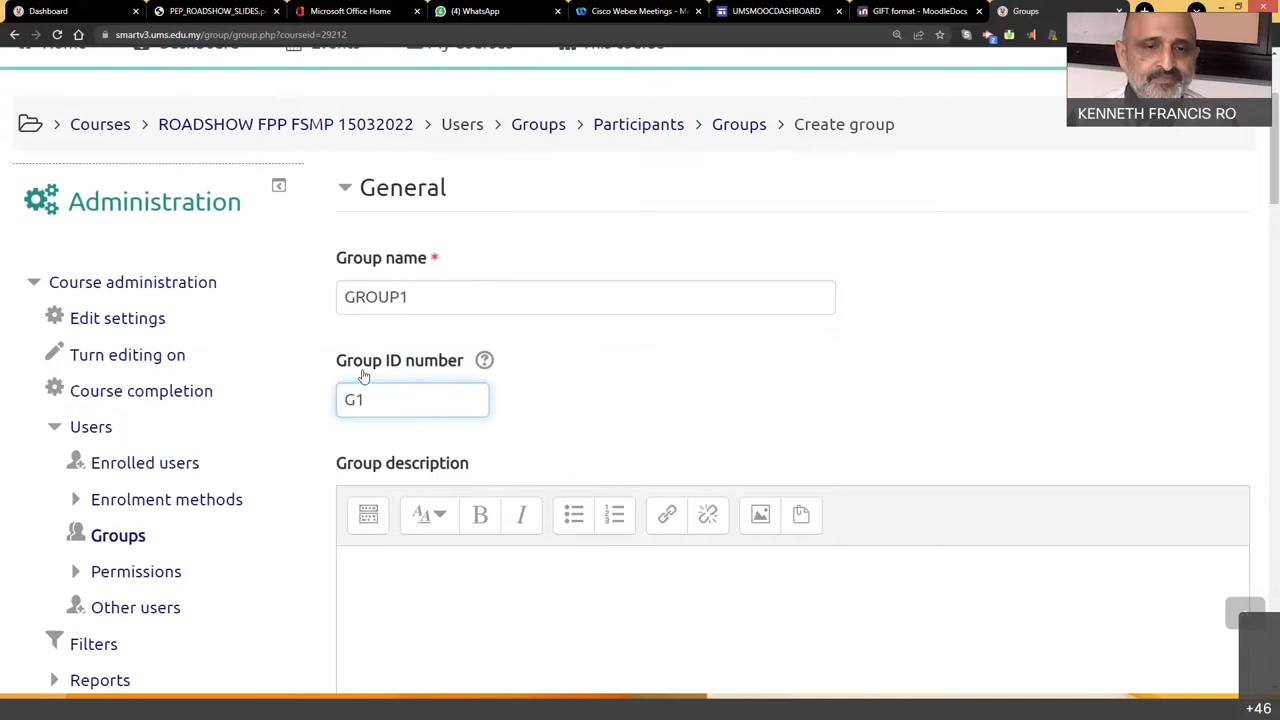 Dashboard
PEP_ROADSHOW_SLIDES.p
Microsoft Office Home
(4) WhatsApp
Cisco Webex Meetings - M
UMSMOOCDASHBOARD
GIFT format - MoodleDocs
Groups
smartv3.ums.edu.my/group/group.php?courseid=29212
KENNETH FRANCIS RO
Courses > ROADSHOW FPP FSMP 15032022 > Users > Groups > Participants > Groups > Create group
Administration
Course administration
Edit settings
Turn editing on
Course completion
Users
Enrolled users
Enrolment methods
Groups
Permissions
Other users
Filters
Reports
General
Group name *
GROUP1
Group ID number ?
G1
Group description
B I
+46